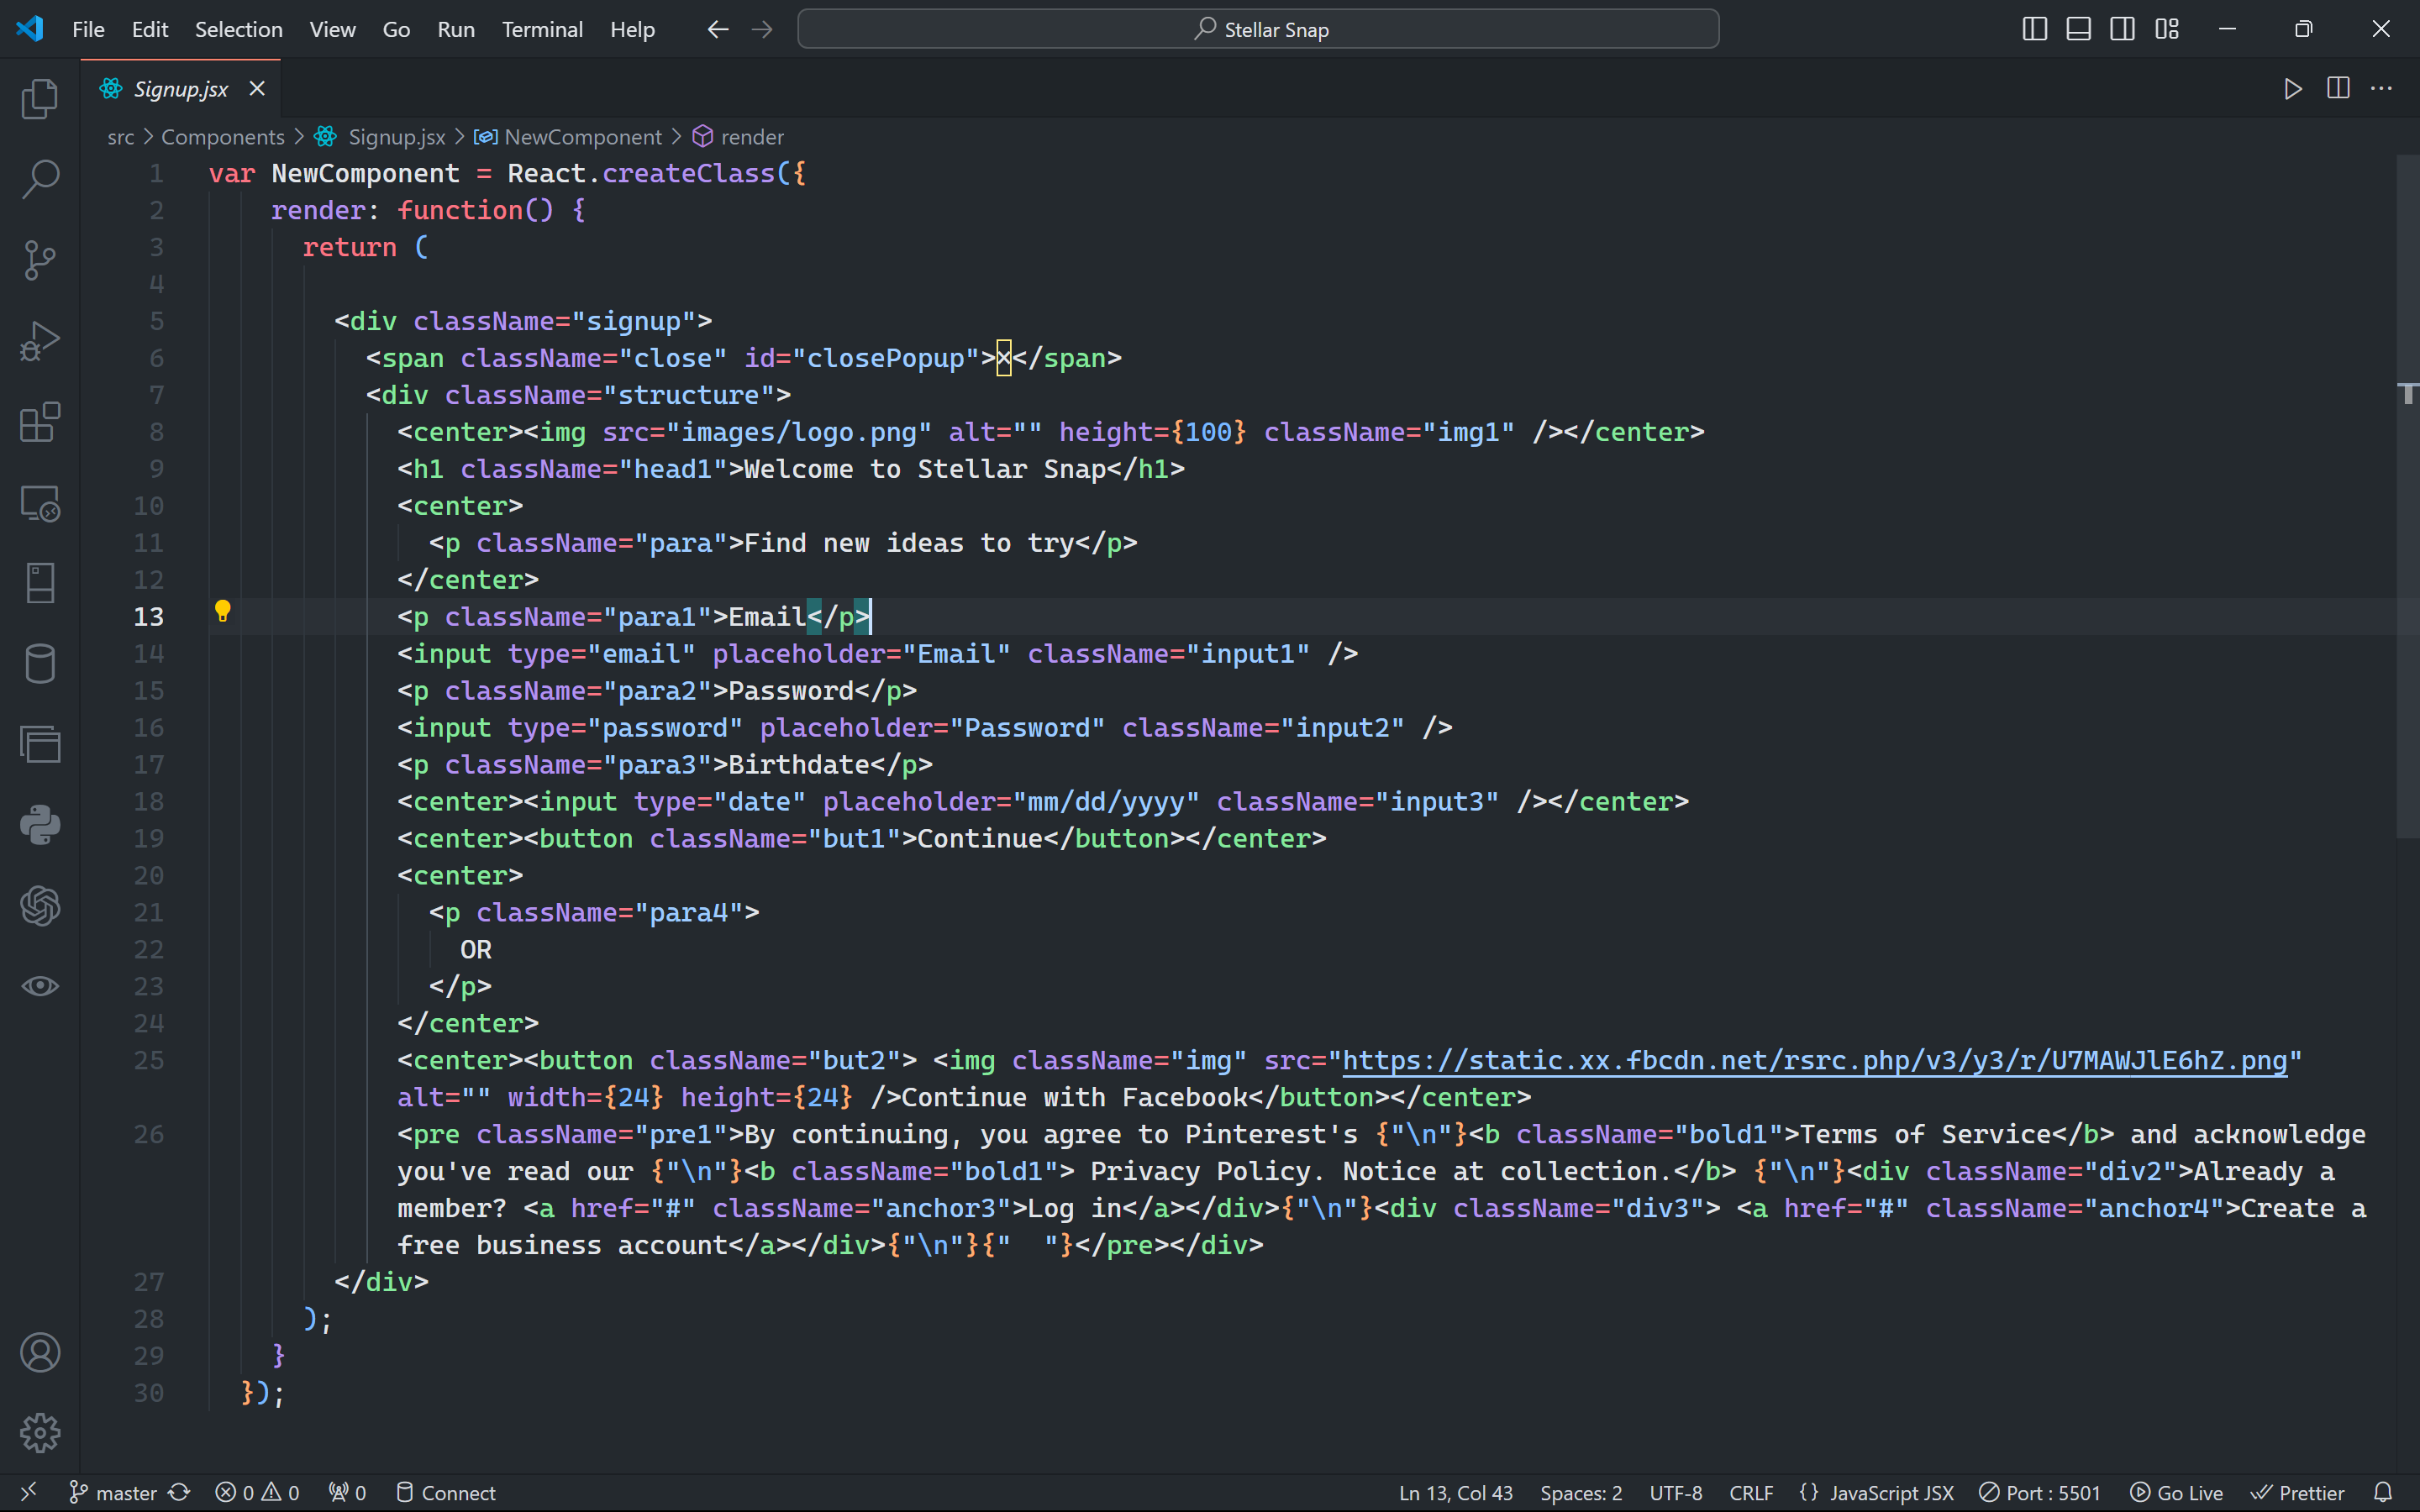 File Edit Selection View Go Run Terminal Help Stellar Snap
Signup.jsx
src > Components > Signup.jsx > NewComponent > render
1 var NewComponent = React.createClass({
2 render: function() {
3 return (
4
5 <div className="signup">
6 <span className="close" id="closePopup">×</span>
7 <div className="structure">
8 <center><img src="images/logo.png" alt="" height={100} className="img1" /></center>
9 <h1 className="head1">Welcome to Stellar Snap</h1>
10 <center>
11 <p className="para">Find new ideas to try</p>
12 </center>
13 <p className="para1">Email</p>
14 <input type="email" placeholder="Email" className="input1" />
15 <p className="para2">Password</p>
16 <input type="password" placeholder="Password" className="input2" />
17 <p className="para3">Birthdate</p>
18 <center><input type="date" placeholder="mm/dd/yyyy" className="input3" /></center>
19 <center><button className="but1">Continue</button></center>
20 <center>
21 <p className="para4">
22 OR
23 </p>
24 </center>
25 <center><button className="but2"> <img className="img" src="https://static.xx.fbcdn.net/rsrc.php/v3/y3/r/U7MAWJlE6hZ.png"
alt="" width={24} height={24} />Continue with Facebook</button></center>
26 <pre className="pre1">By continuing, you agree to Pinterest's {"\n"}<b className="bold1">Terms of Service</b> and acknowledge
you've read our {"\n"}<b className="bold1"> Privacy Policy. Notice at collection.</b> {"\n"}<div className="div2">Already a
member? <a href="#" className="anchor3">Log in</a></div>{"\n"}<div className="div3"> <a href="#" className="anchor4">Create a
free business account</a></div>{"\n"}{"  "}</pre></div>
27 </div>
28 );
29 }
30 });
master 0 0 0 Connect Ln 13, Col 43 Spaces: 2 UTF-8 CRLF {} JavaScript JSX Port : 5501 Go Live Prettier